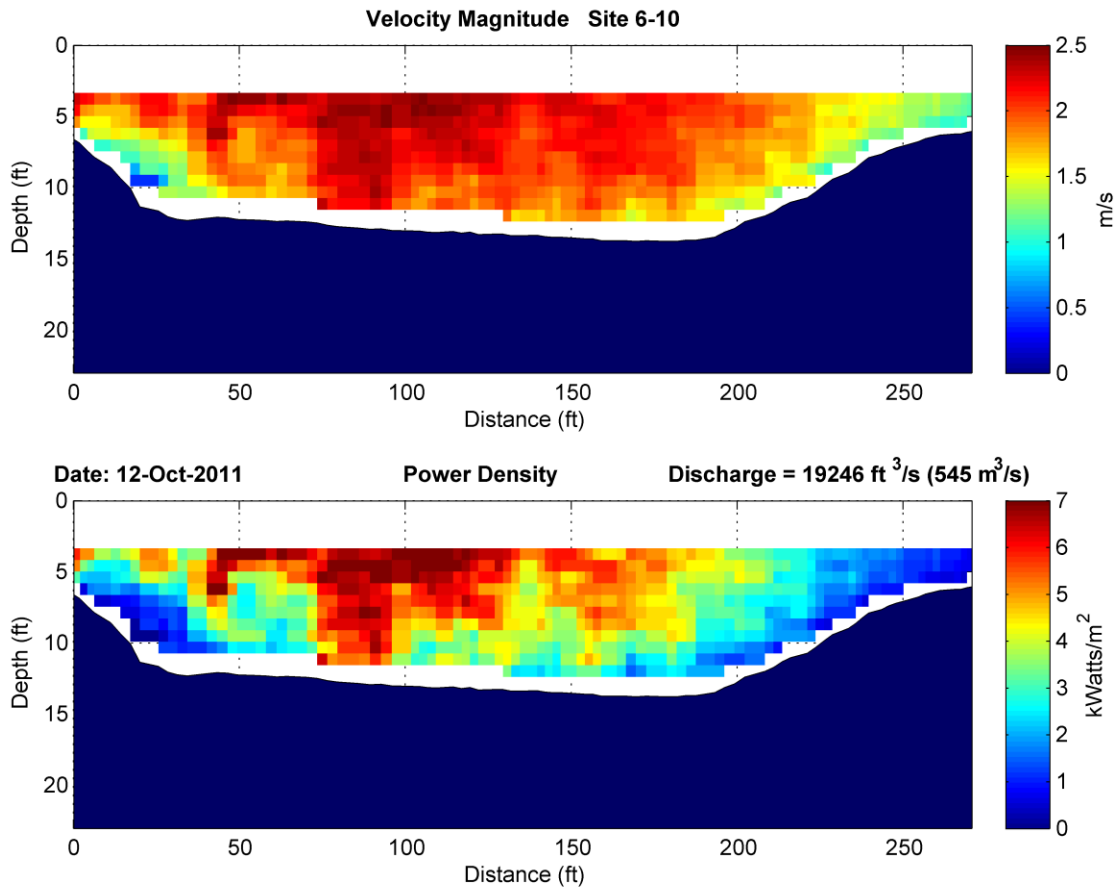 Velocity Magnitude   Site 6-10
0
5
10
15
20
Depth (ft)
0 50 100 150 200 250
Distance (ft)
2.5
2
1.5
1
0.5
0
m/s
Date: 12-Oct-2011 Power Density Discharge = 19246 ft ³/s (545 m³/s)
0
5
10
15
20
Depth (ft)
0 50 100 150 200 250
Distance (ft)
7
6
5
4
3
2
1
0
kWatts/m²